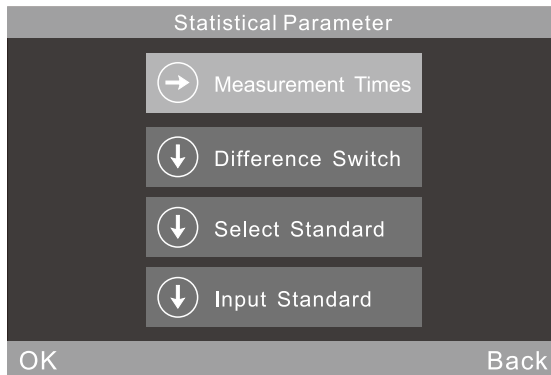 Statistical Parameter
Measurement Times
Difference Switch
Select Standard
Input Standard
OK Back